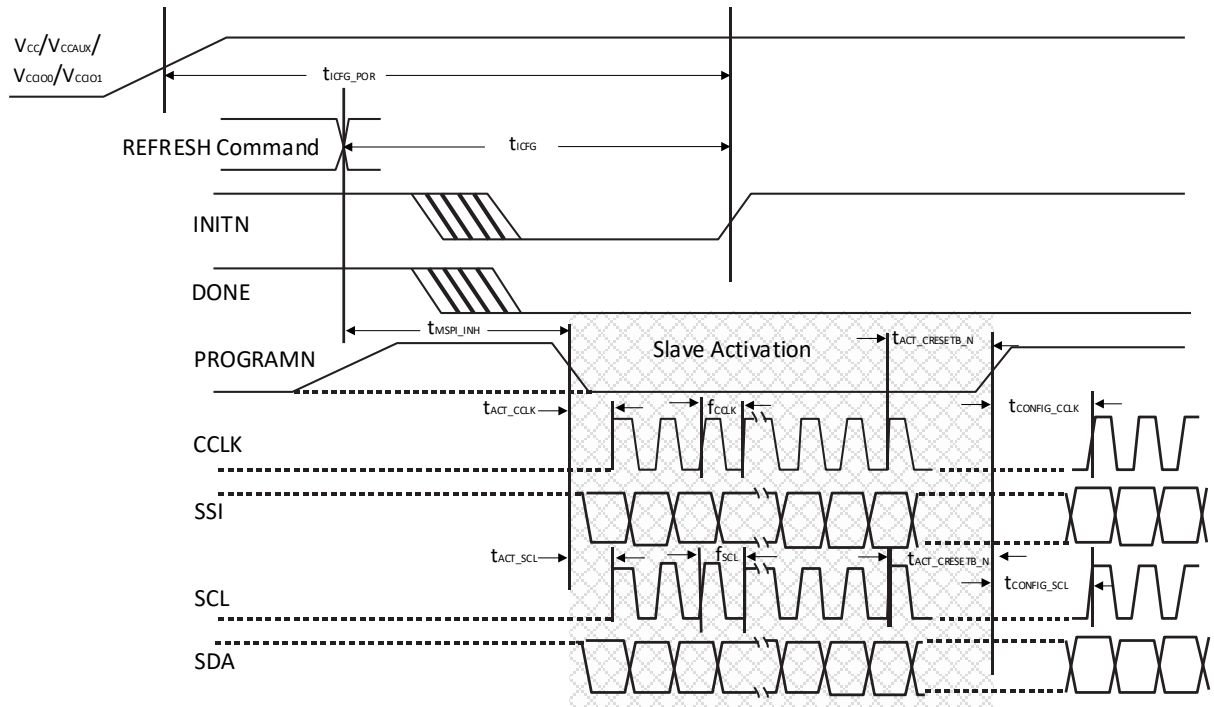 VCC/VCCAUX/
VCCIO0/VCCIO1
tICFG_POR
REFRESH Command
tICFG
INITN
DONE
tMSPI_INH
Slave Activation
tACT_CRESETB_N
PROGRAMN
tACT_CCLK
fCCLK
tCONFIG_CCLK
CCLK
SSI
tACT_SCL
fSCL
tACT_CRESETB_N
tCONFIG_SCL
SCL
SDA